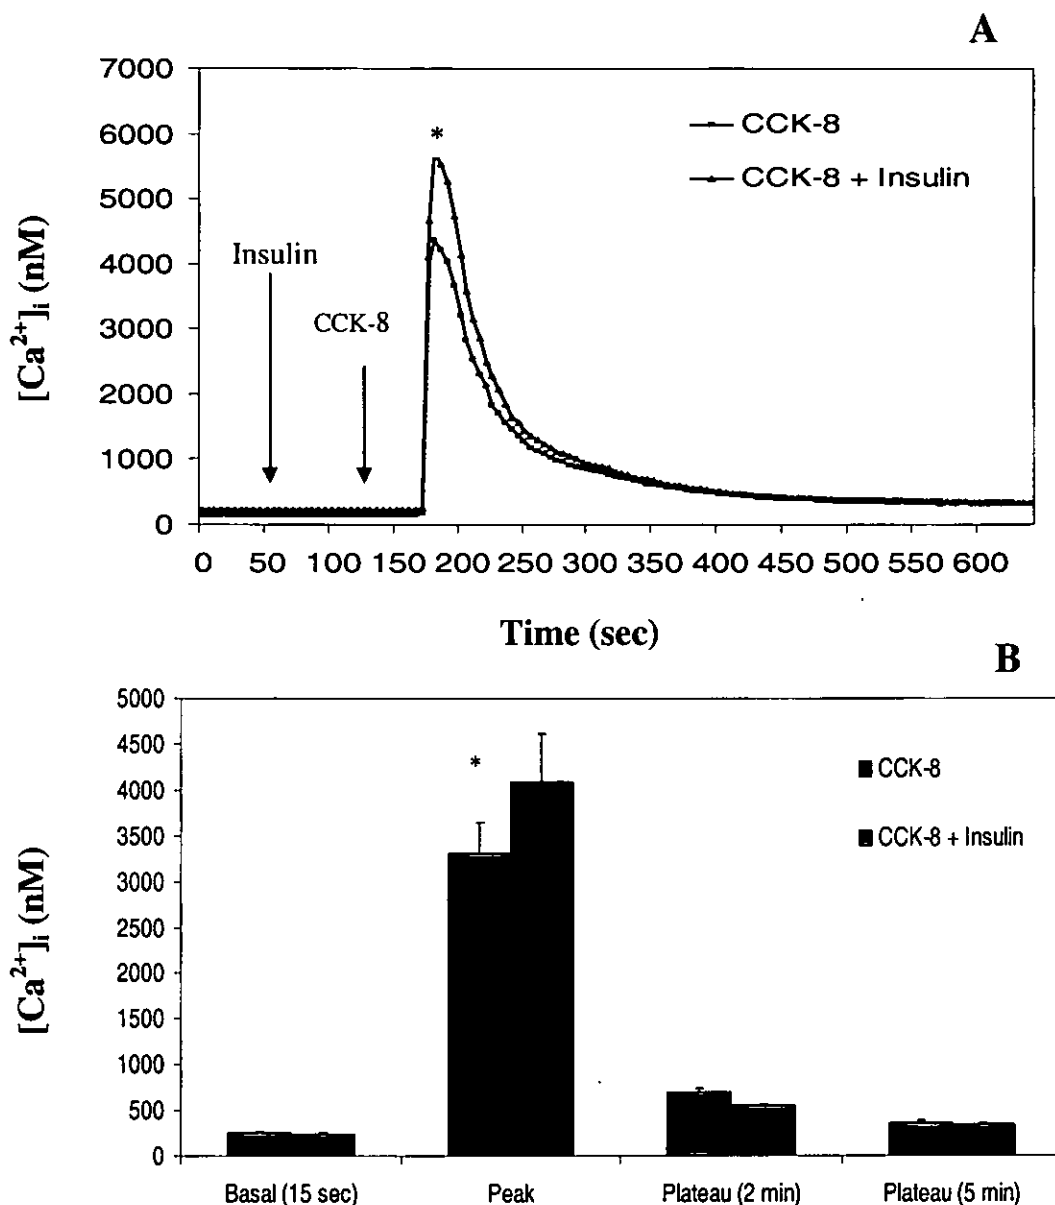 A
7000
6000
5000
4000
3000
2000
1000
0
[Ca²⁺]ᵢ (nM)
*
CCK-8
CCK-8 + Insulin
Insulin
CCK-8
0 50 100 150 200 250 300 350 400 450 500 550 600
Time (sec)
B
5000
4500
4000
3500
3000
2500
2000
1500
1000
500
0
[Ca²⁺]ᵢ (nM)
*
CCK-8
CCK-8 + Insulin
Basal (15 sec) Peak Plateau (2 min) Plateau (5 min)